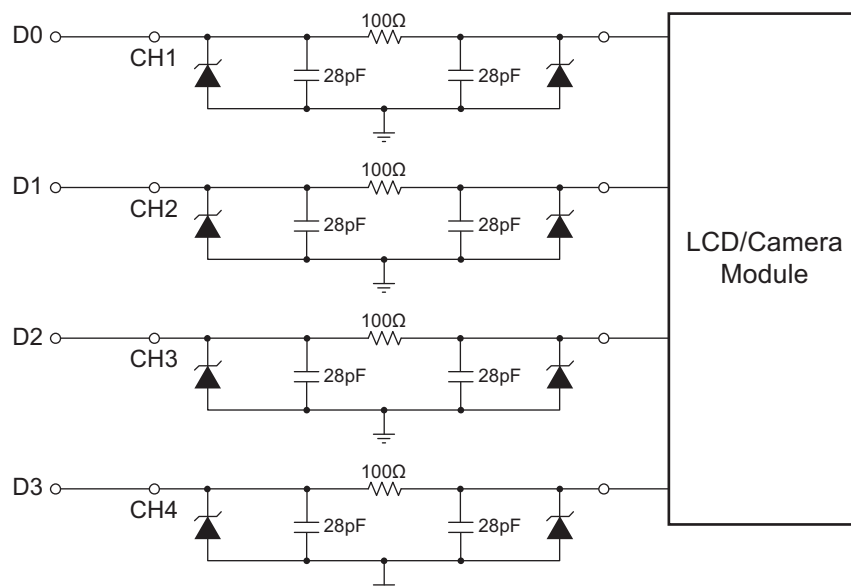 100Ω
D0
CH1
28pF
28pF
100Ω
D1
CH2
28pF
28pF
LCD/Camera
Module
100Ω
D2
CH3
28pF
28pF
100Ω
D3
CH4
28pF
28pF